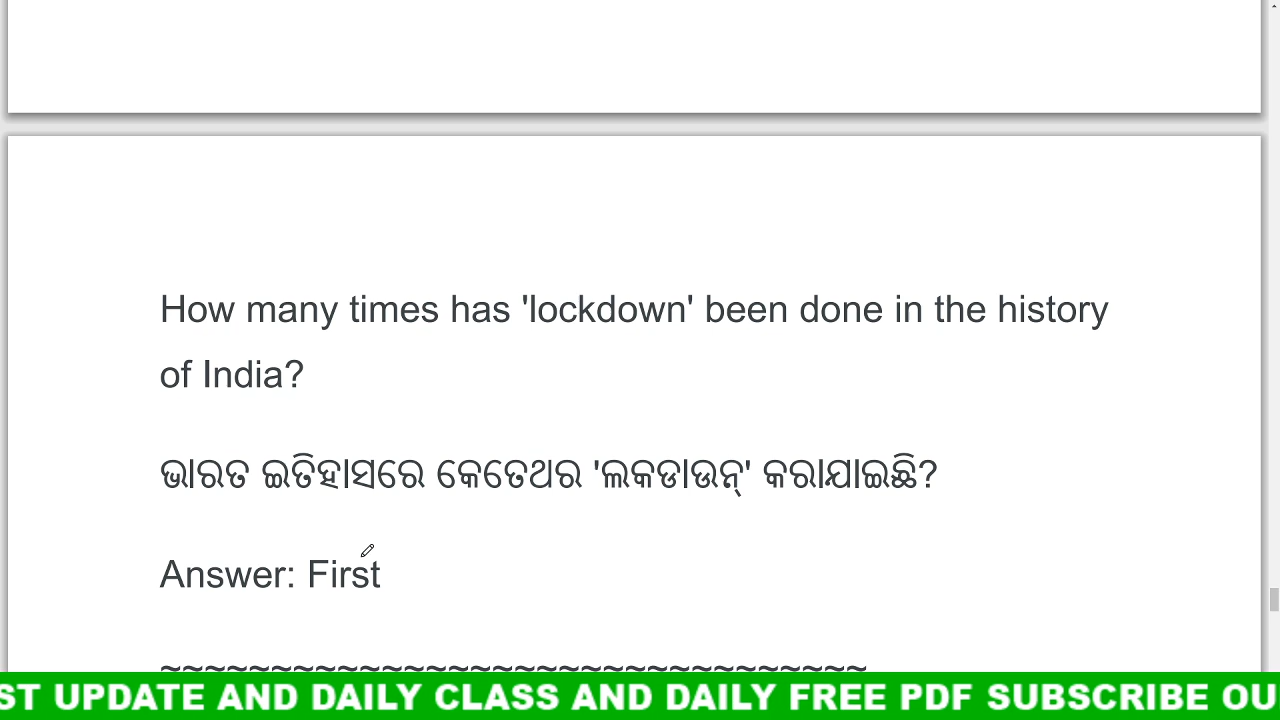 How many times has 'lockdown' been done in the history
of India?
ଭାରତ ଇତିହାସରେ କେତେଥର 'ଲକଡାଉନ୍' କରାଯାଇଛି?
Answer: First
~~~~~~~~~~~~~~~~~~~~~~~~~~~~~~~~
ST UPDATE AND DAILY CLASS AND DAILY FREE PDF SUBSCRIBE OU